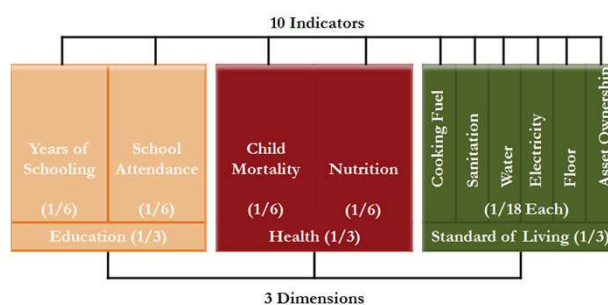 10 Indicators
Years of
Schooling
(1/6)
School
Attendance
(1/6)
Education (1/3)
Child
Mortality
(1/6)
Nutrition
(1/6)
Health (1/3)
Cooking Fuel
Sanitation
Water
Electricity
Floor
Asset Ownership
(1/18 Each)
Standard of Living (1/3)
3 Dimensions